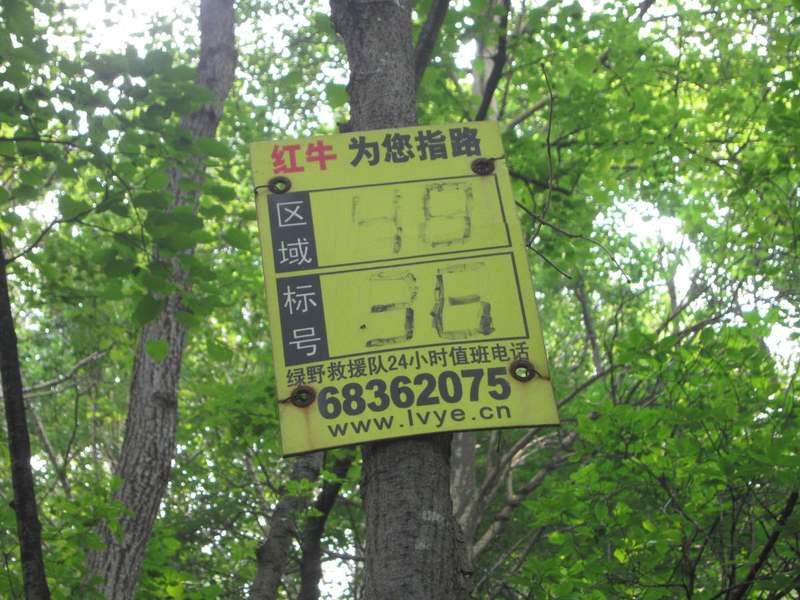 红牛 为您指路
区域 48
标号 36
绿野救援队24小时值班电话
68362075
www.lvye.cn